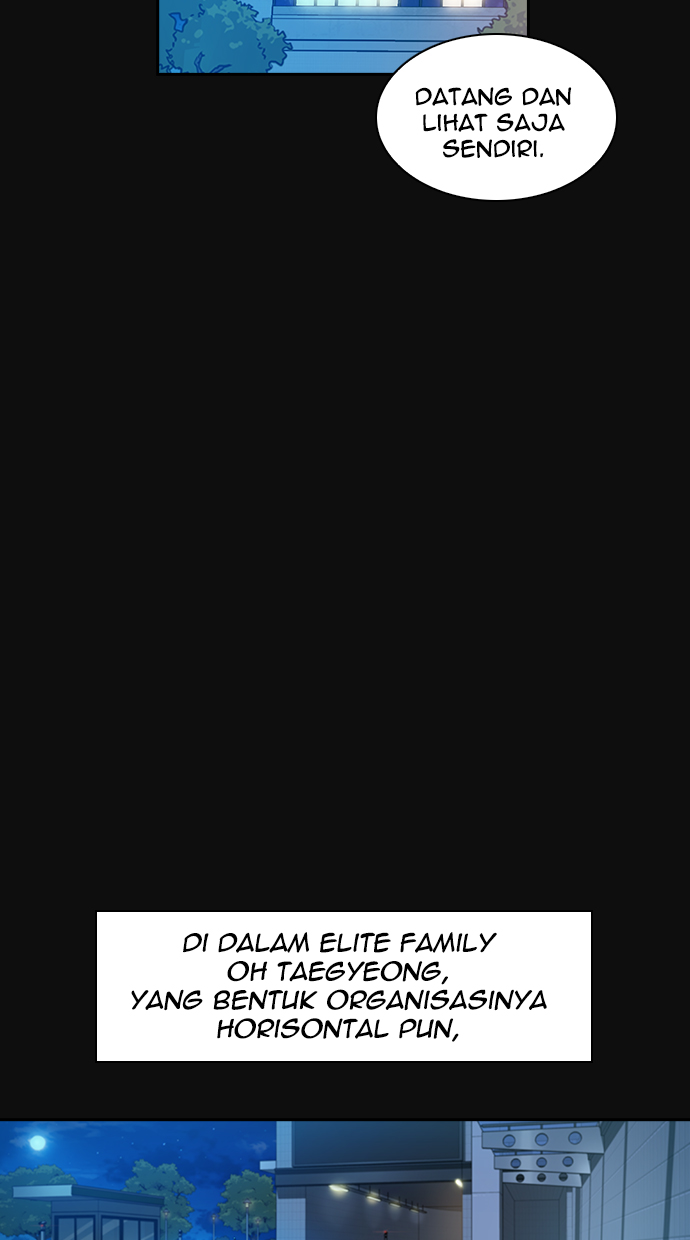 DATANG DAN
LIHAT SAJA
SENDIRI.
DI DALAM ELITE FAMILY
OH TAEGYEONG,
YANG BENTUK ORGANISASINYA
HORISONTAL PUN,